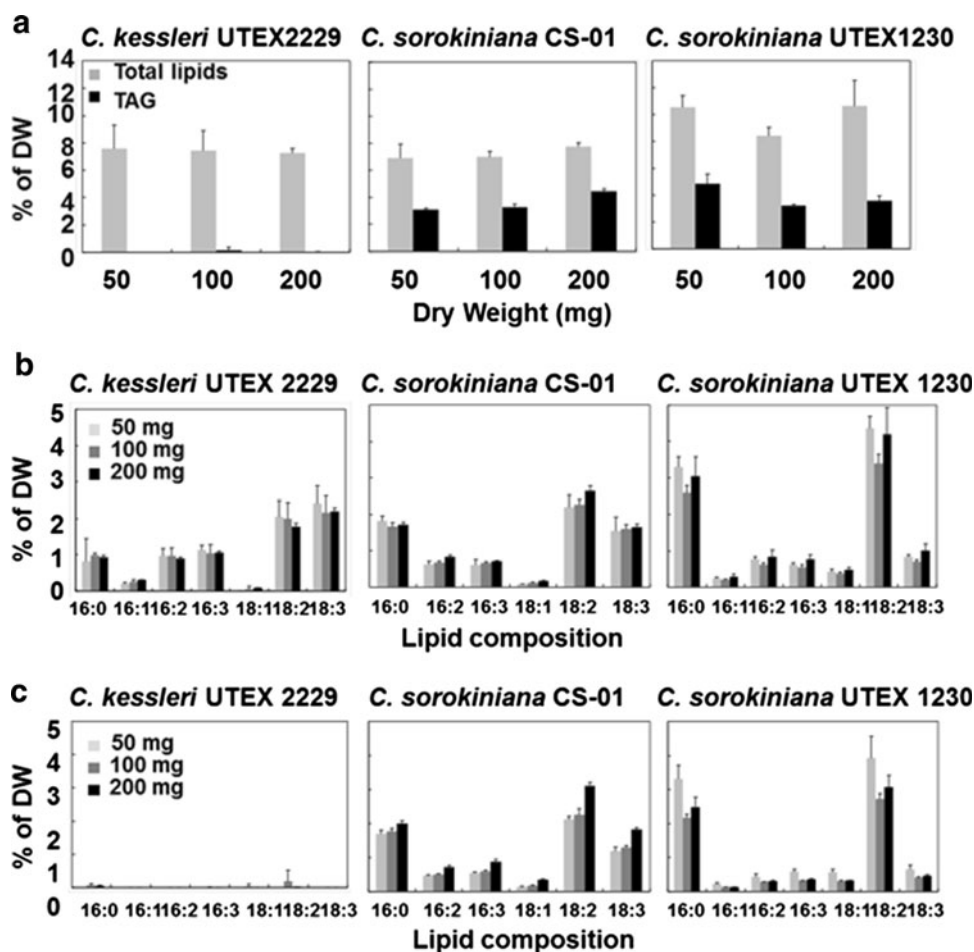 a
C. kessleri UTEX2229 C. sorokiniana CS-01 C. sorokiniana UTEX1230
14
12
10
8
6
4
2
0
% of DW
Total lipids
TAG
50 100 200 50 100 200 50 100 200
Dry Weight (mg)
b
C. kessleri UTEX 2229 C. sorokiniana CS-01 C. sorokiniana UTEX 1230
5
4
3
2
1
0
% of DW
50 mg
100 mg
200 mg
16:0 16:1 16:2 16:3 18:1 18:2 18:3 16:0 16:2 16:3 18:1 18:2 18:3 16:0 16:1 16:2 16:3 18:1 18:2 18:3
Lipid composition
c
C. kessleri UTEX 2229 C. sorokiniana CS-01 C. sorokiniana UTEX 1230
5
4
3
2
1
0
% of DW
50 mg
100 mg
200 mg
16:0 16:1 16:2 16:3 18:1 18:2 18:3 16:0 16:2 16:3 18:1 18:2 18:3 16:0 16:1 16:2 16:3 18:1 18:2 18:3
Lipid composition